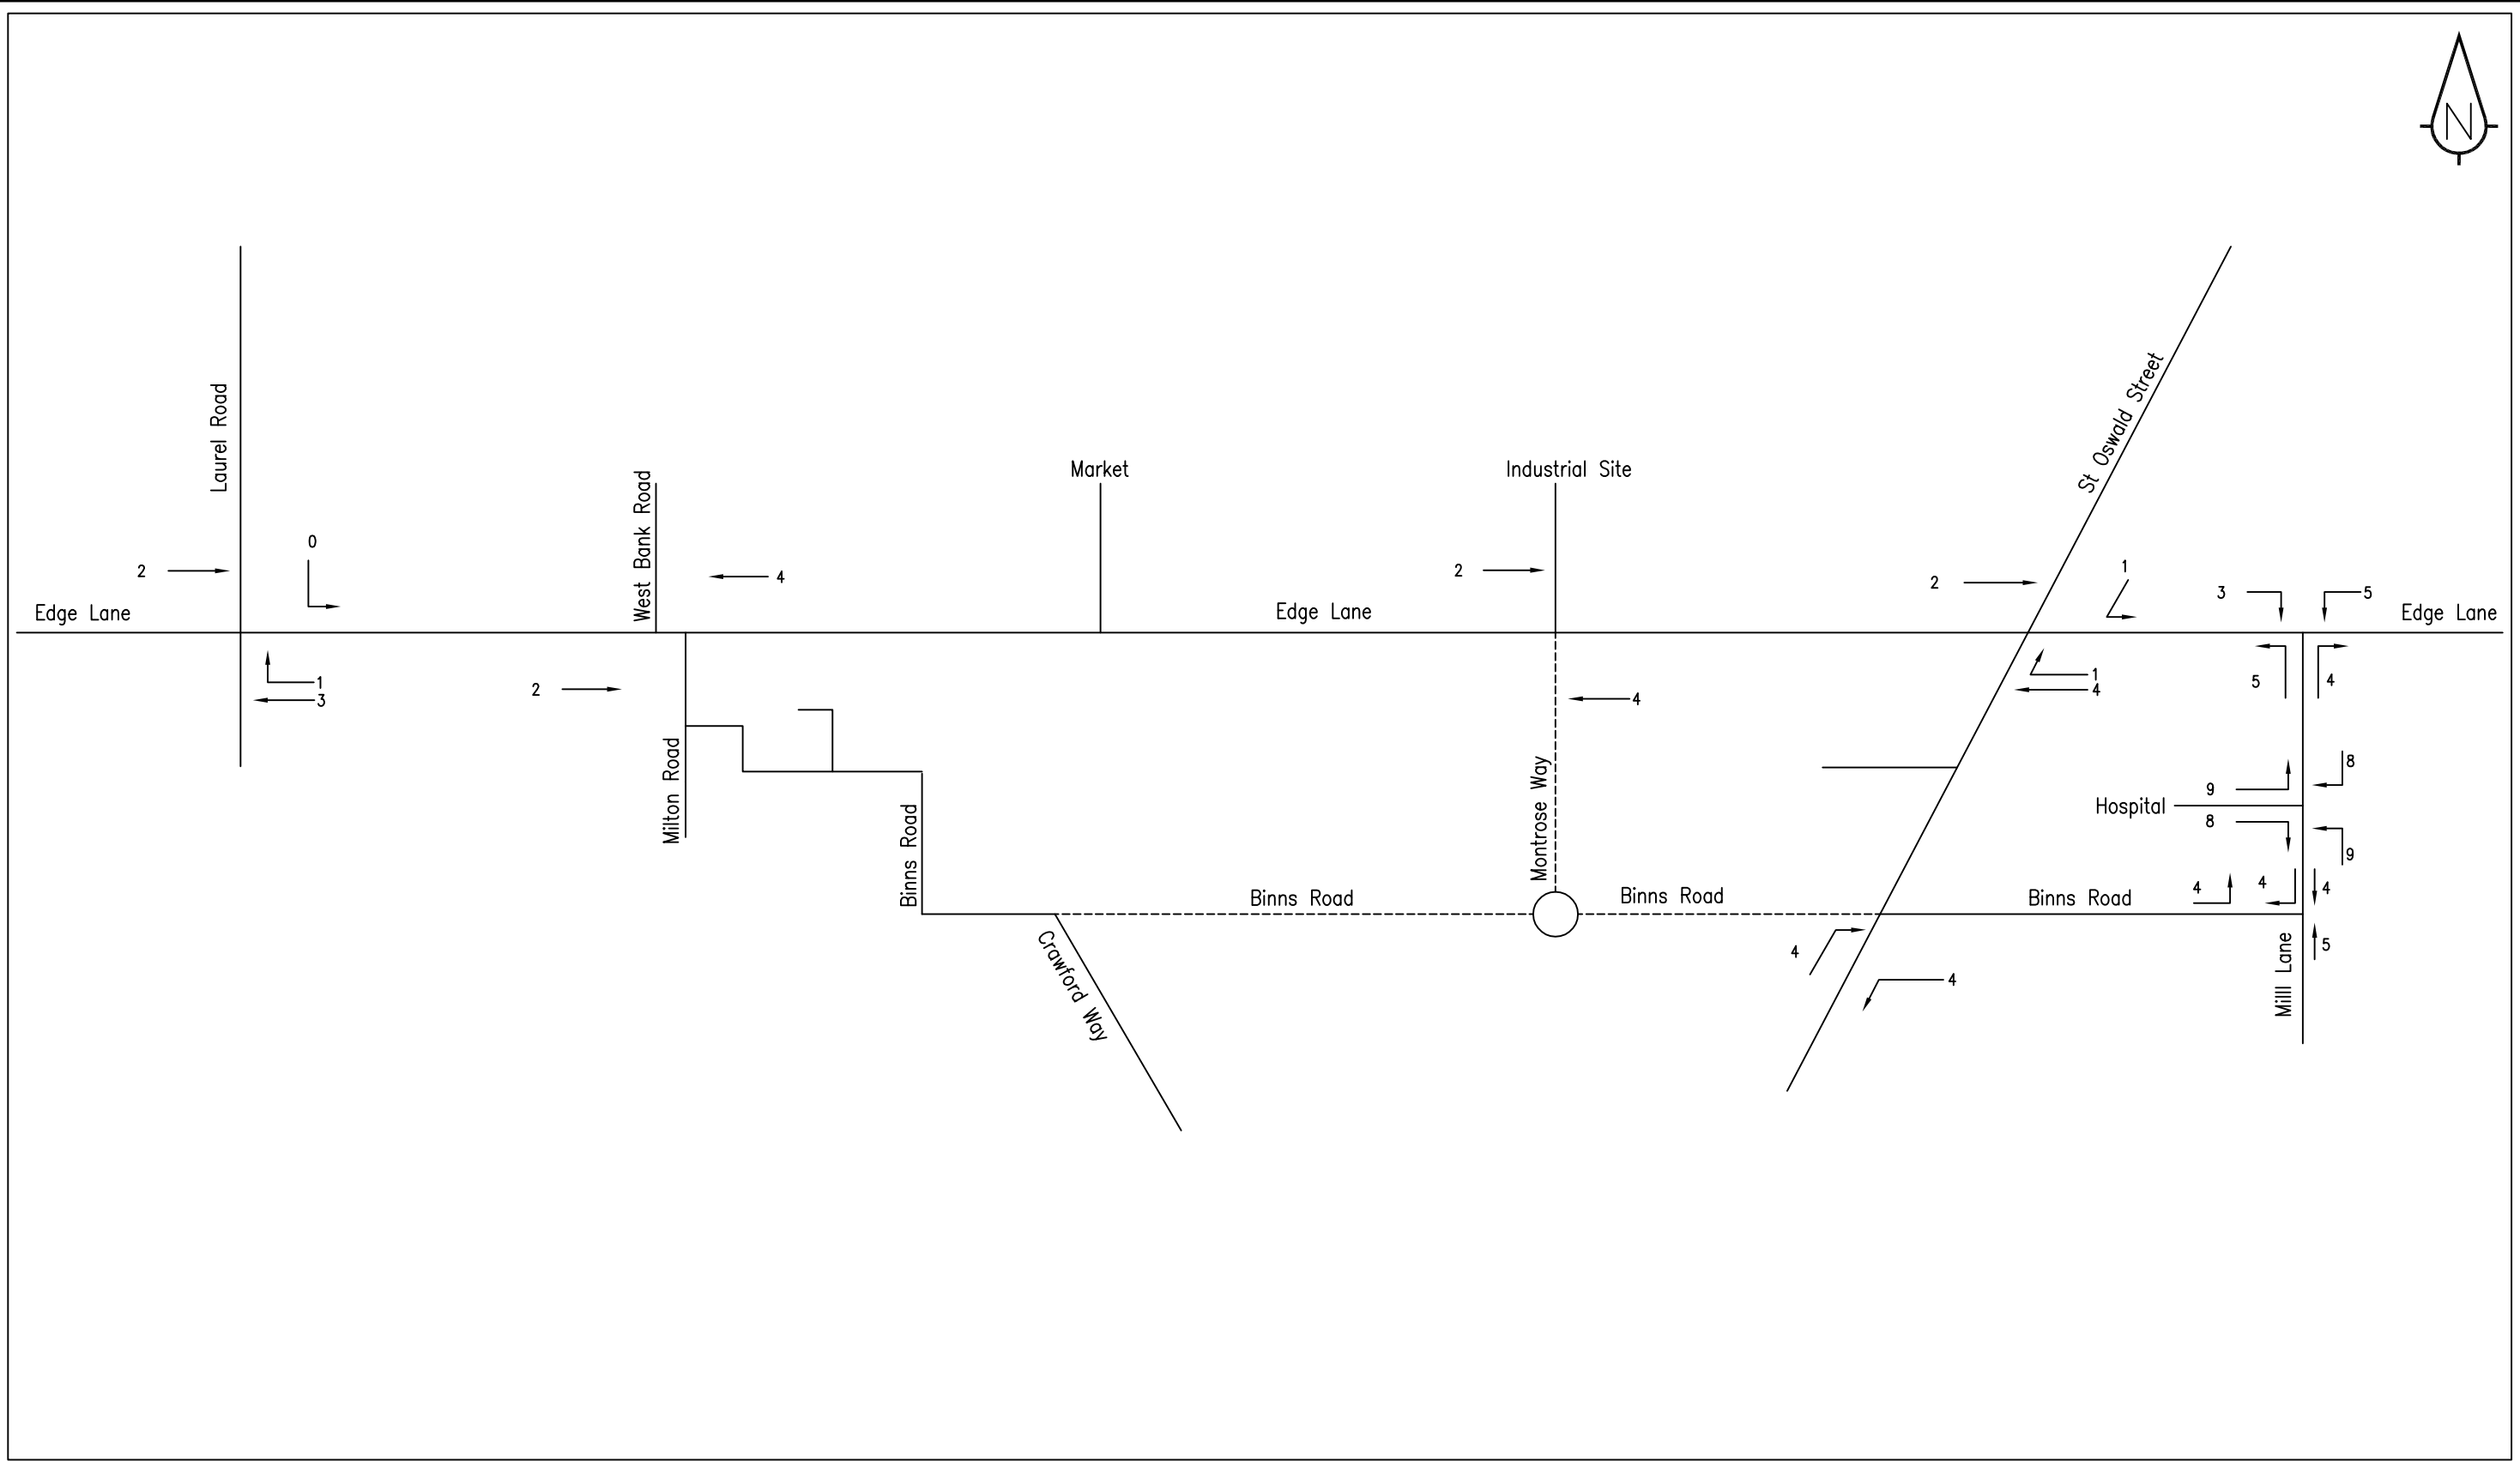 N
Laurel Road
West Bank Road
Market
Industrial Site
St Oswald Street
0
2
4
2
2
1
3
5
Edge Lane
Edge Lane
Edge Lane
1
3
2
4
1
4
5
4
Milton Road
Binns Road
Montrose Way
8
9
Hospital
8
9
Binns Road
Binns Road
Binns Road
4
4
4
Crawford Way
4
4
Milll Lane
5